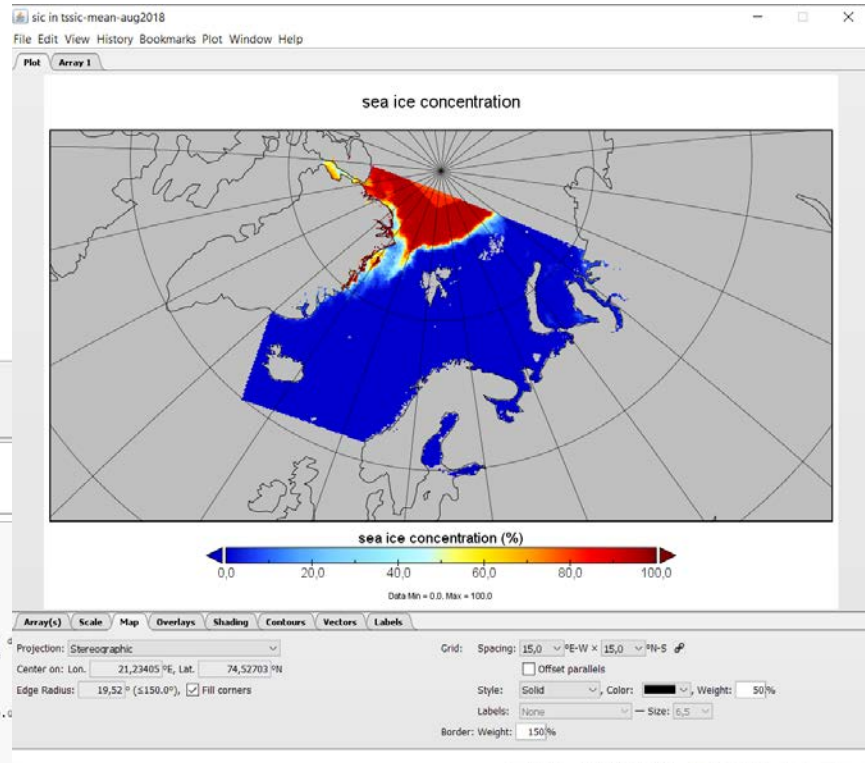 sic in tssic-mean-aug2018
File Edit View History Bookmarks Plot Window Help
Plot Array 1
sea ice concentration
sea ice concentration (%)
0,0 20,0 40,0 60,0 80,0 100,0
Data Min = 0.0, Max = 100.0
Array(s) Scale Map Overlays Shading Contours Vectors Labels
Projection: Stereographic Grid: Spacing: 15,0 °E-W × 15,0 °N-S
Center on: Lon. 21,23405 °E, Lat. 74,52703 °N Offset parallels
Edge Radius: 19,52 ° (≤150.0°), Fill corners Style: Solid , Color: , Weight: 50 %
Labels: None — Size: 6,5
Border: Weight: 150 %